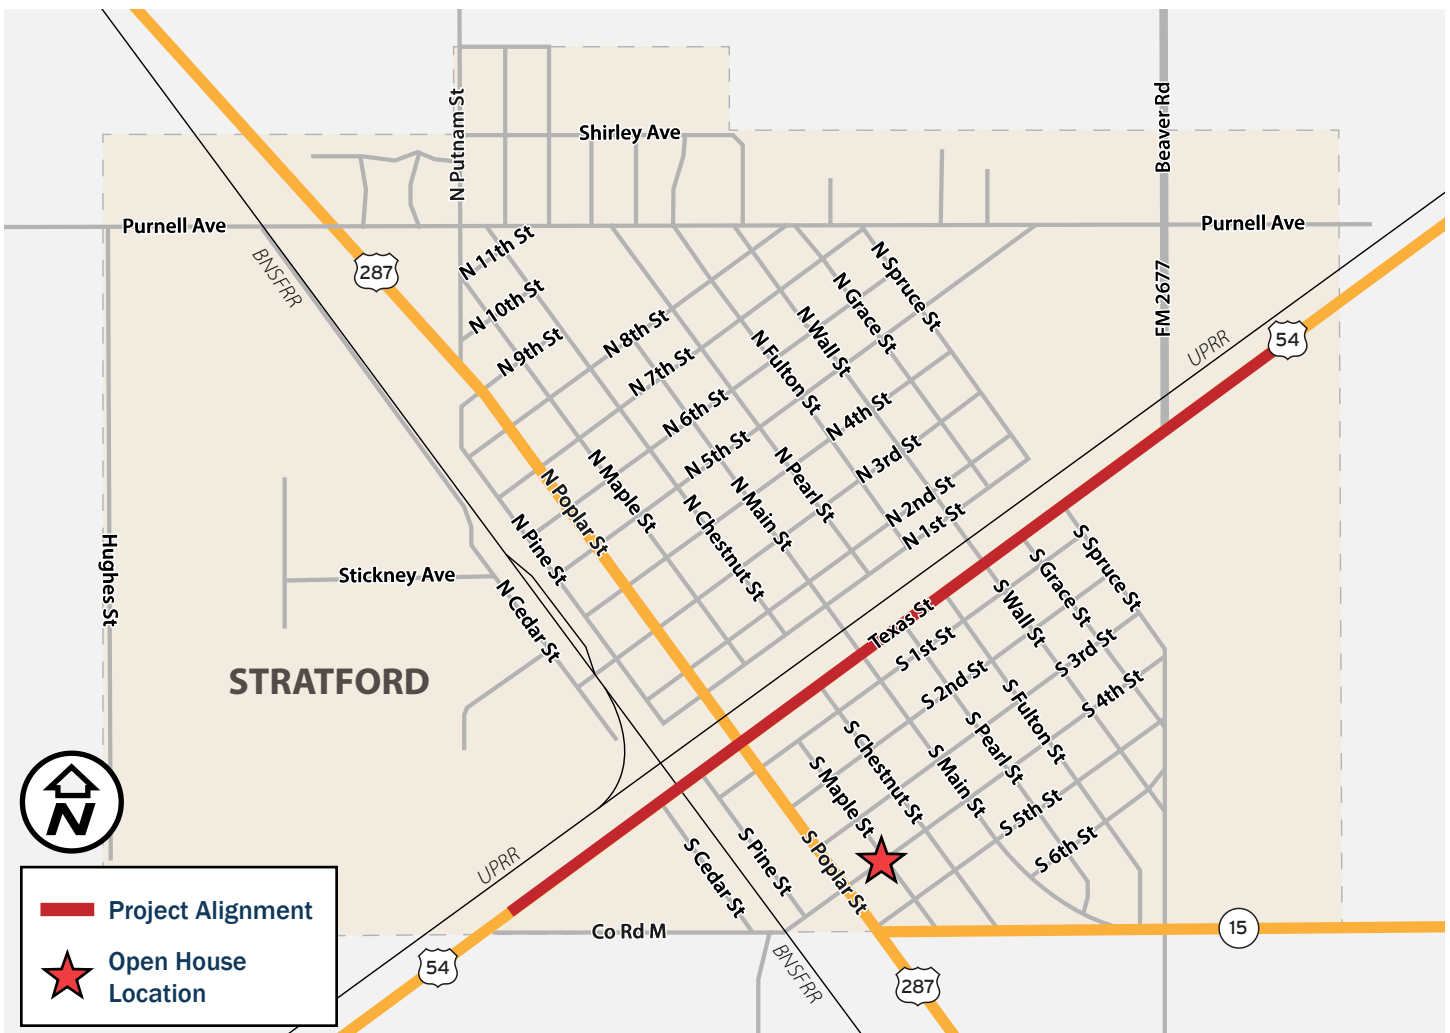 N Putnam St
Beaver Rd
Shirley Ave
Purnell Ave
Purnell Ave
BNSFRR
287
N 11th St
N 10th St
N 9th St
N 8th St
N 7th St
N 6th St
N 5th St
N 4th St
N 3rd St
N 2nd St
N 1st St
N Spruce St
N Grace St
N Wall St
N Fulton St
N Pearl St
N Main St
N Chestnut St
N Maple St
N Poplar St
N Pine St
N Cedar St
FM 2677
UPRR
54
Hughes St
Stickney Ave
STRATFORD
Texas St
S Spruce St
S Grace St
S Wall St
S Fulton St
S Pearl St
S Main St
S Chestnut St
S Maple St
S Poplar St
S Pine St
S Cedar St
S 1st St
S 2nd St
S 3rd St
S 4th St
S 5th St
S 6th St
N
UPRR
Co Rd M
BNSFRR
54
287
15
Project Alignment
Open House
Location